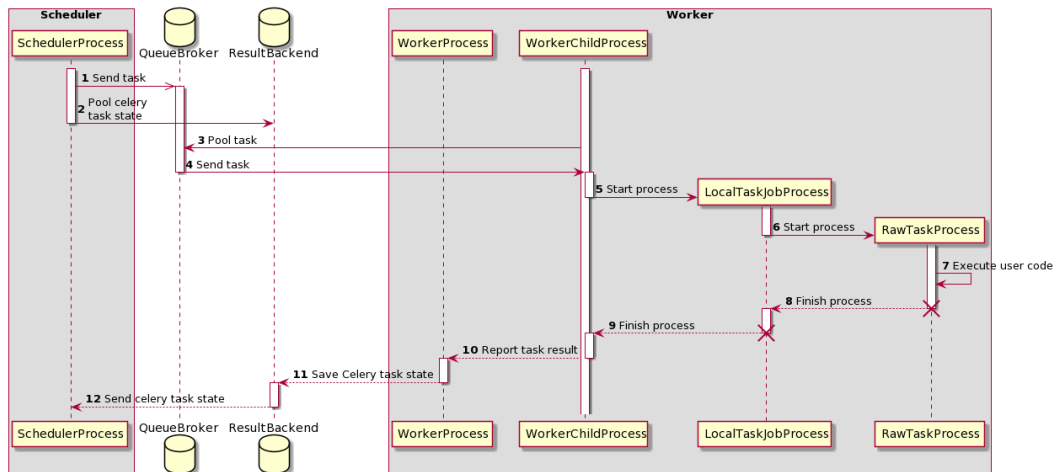 Scheduler
Worker
SchedulerProcess
QueueBroker
ResultBackend
WorkerProcess
WorkerChildProcess
1 Send task
2 Pool celery
task state
3 Pool task
4 Send task
LocalTaskJobProcess
5 Start process
RawTaskProcess
6 Start process
7 Execute user code
8 Finish process
9 Finish process
10 Report task result
11 Save Celery task state
12 Send celery task state
SchedulerProcess
QueueBroker
ResultBackend
WorkerProcess
WorkerChildProcess
LocalTaskJobProcess
RawTaskProcess